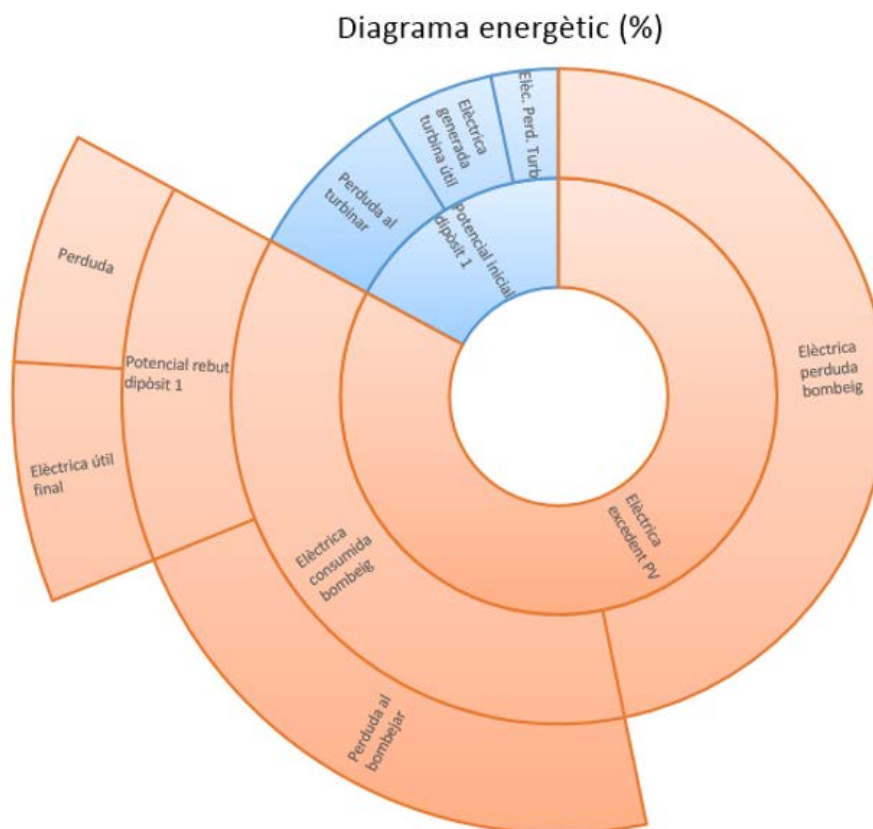 Diagrama energètic (%)
Elèc. Perd. Turb
Elèctrica
generada
turbina útil
Perduda al
turbinar
Potencial inicial
dipòsit 1
Perduda
Potencial rebut
dipòsit 1
Elèctrica útil
final
Elèctrica
perduda
bombeig
Elèctrica
excedent PV
Elèctrica
consumida
bombeig
Perduda al
bombejar